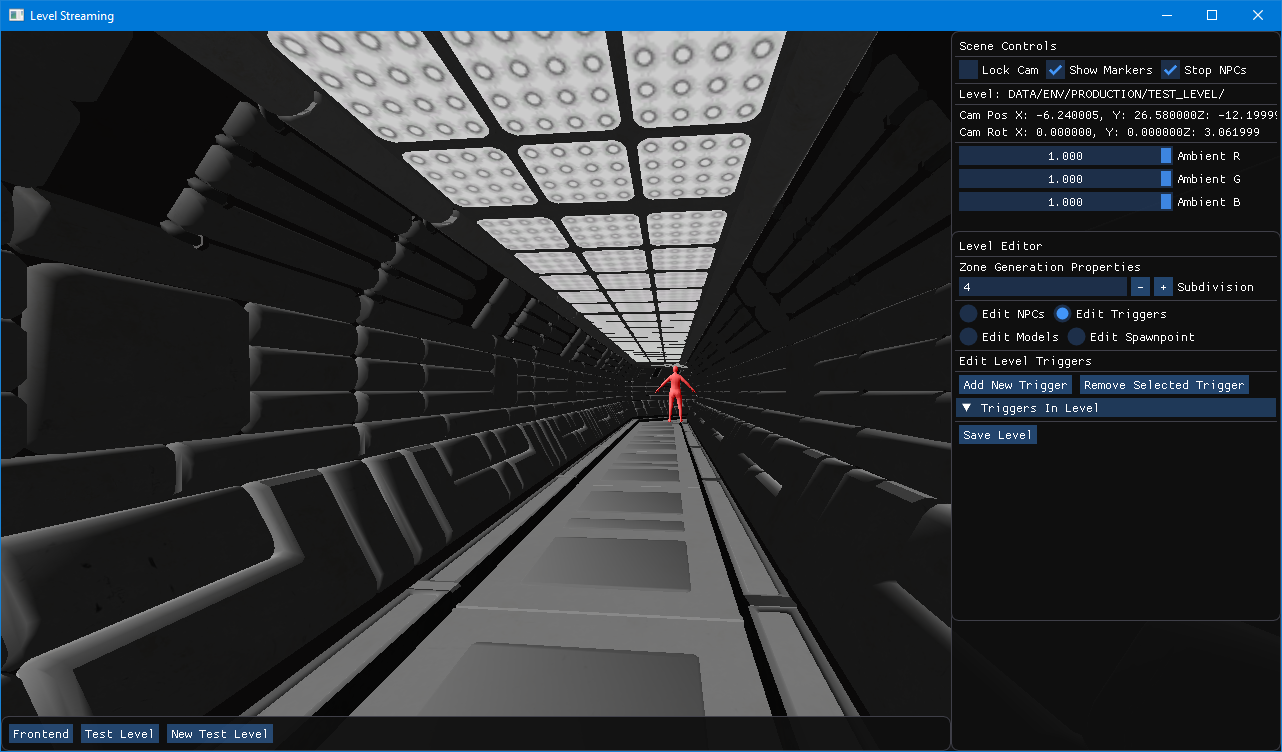 Level Streaming
Scene Controls
Lock Cam Show Markers Stop NPCs
Level: DATA/ENV/PRODUCTION/TEST_LEVEL/
Cam Pos X: -6.240005, Y: 26.580000Z: -12.19999
Cam Rot X: 0.000000, Y: 0.000000Z: 3.061999
1.000 Ambient R
1.000 Ambient G
1.000 Ambient B
Level Editor
Zone Generation Properties
4 - + Subdivision
Edit NPCs Edit Triggers
Edit Models Edit Spawnpoint
Edit Level Triggers
Add New Trigger Remove Selected Trigger
Triggers In Level
Save Level
Frontend Test Level New Test Level